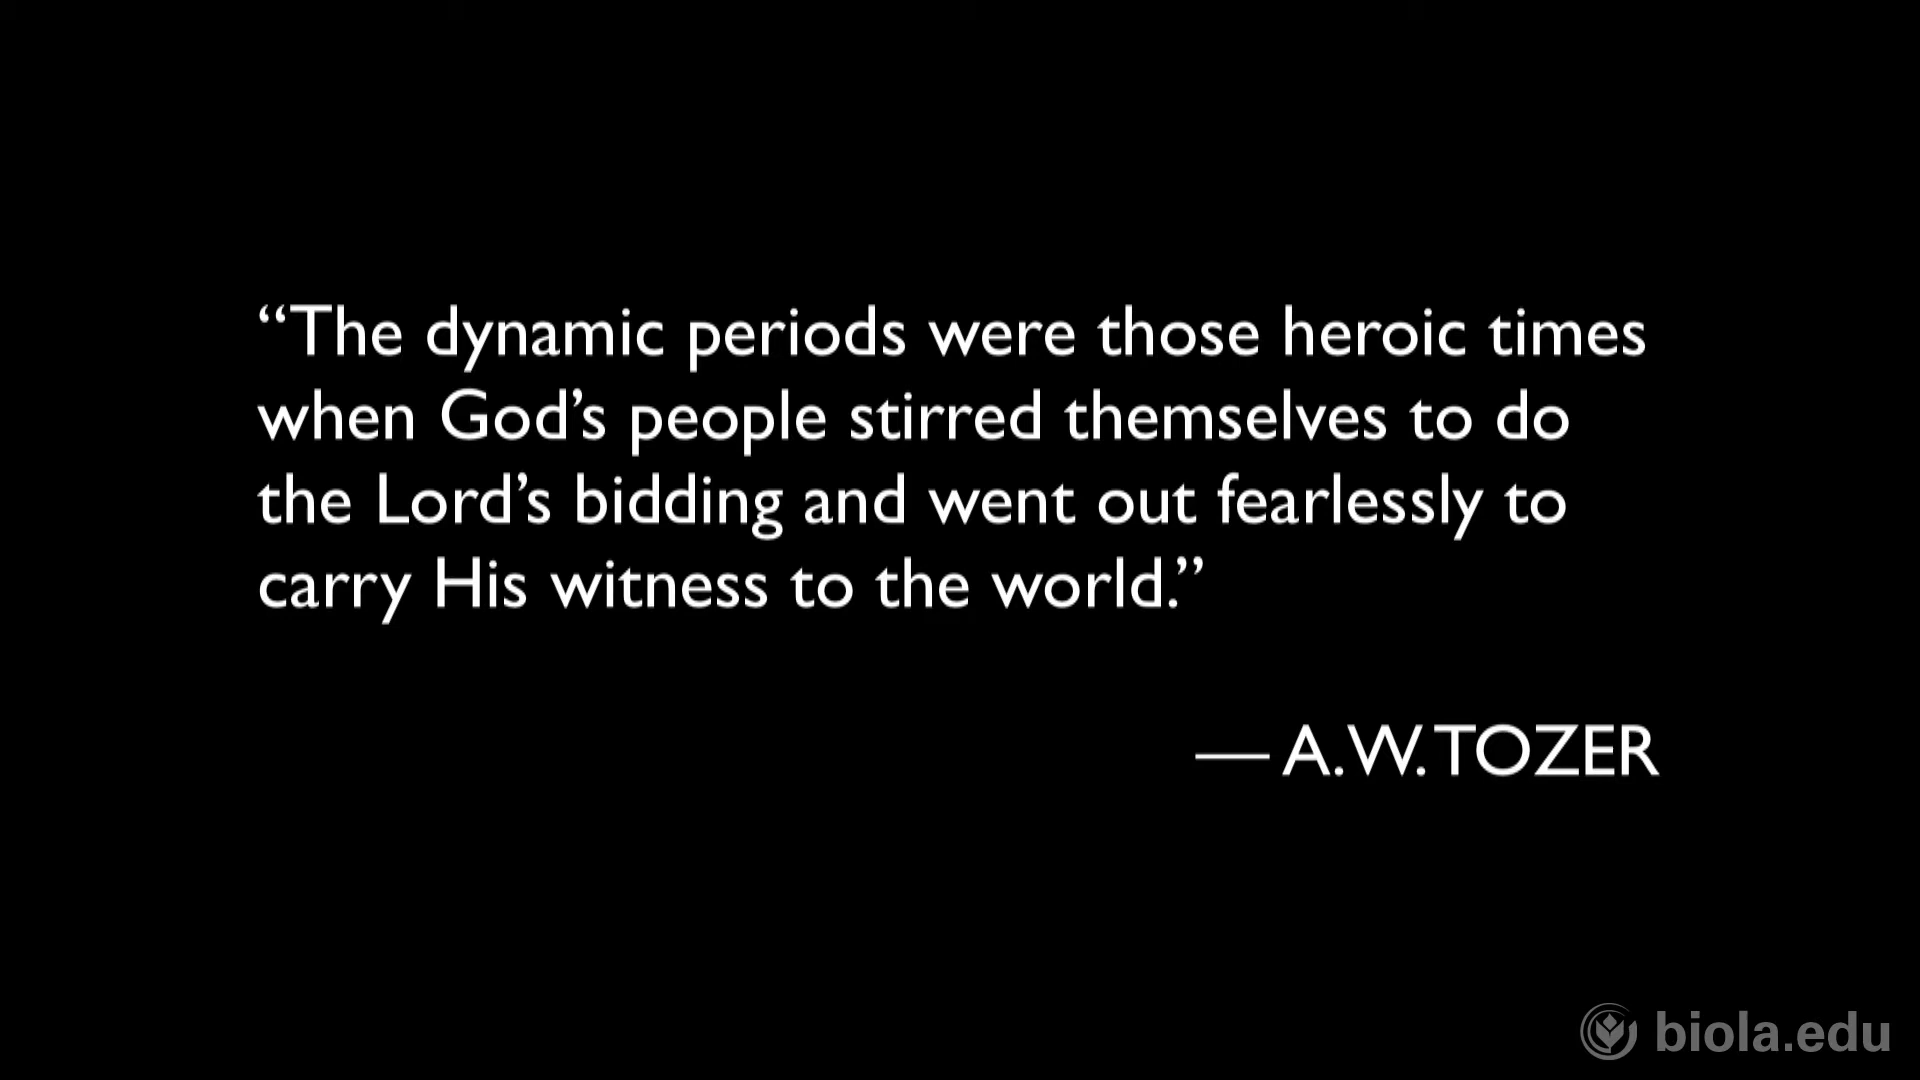 “The dynamic periods were those heroic times
when God’s people stirred themselves to do
the Lord’s bidding and went out fearlessly to
carry His witness to the world.”
— A.W. TOZER
biola.edu